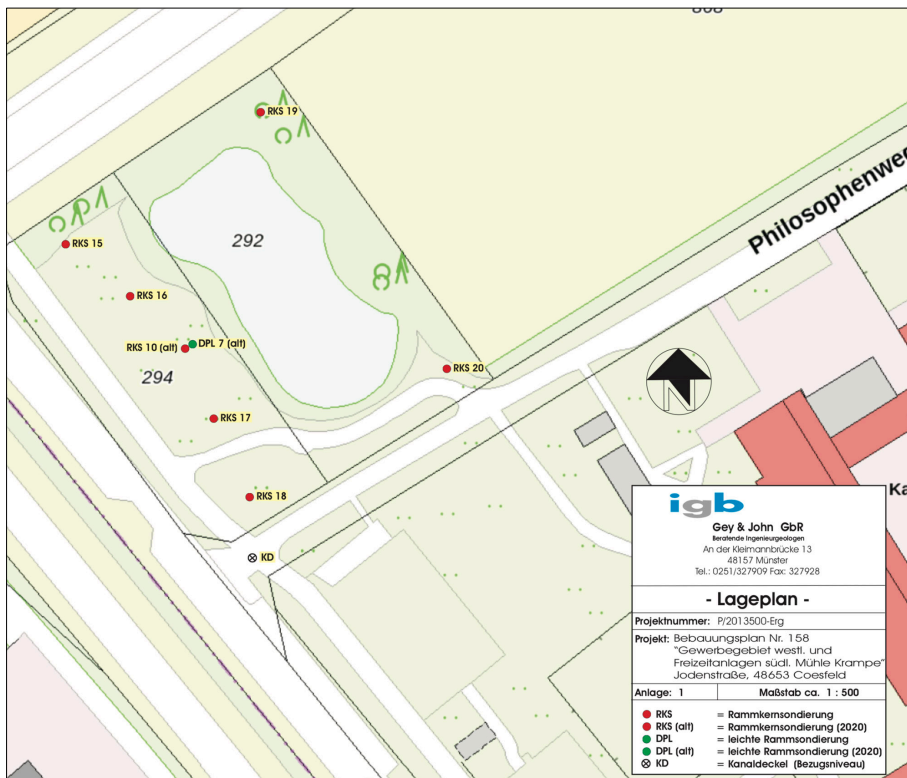 RKS 19
RKS 15
292
RKS 16
Philosophenweg
RKS 10 (alt)
DPL 7 (alt)
294
RKS 20
RKS 17
N
RKS 18
KD
igb
Gey & John GbR
Beratende Ingenieurgeologen
An der Kleimannbrücke 13
48157 Münster
Tel.: 0251/327909 Fax: 327928
- Lageplan -
Projektnummer: P/2013500-Erg
Projekt: Bebauungsplan Nr. 158
"Gewerbegebiet westl. und
Freizeitanlagen südl. Mühle Krampe"
Jodenstraße, 48653 Coesfeld
Anlage: 1 Maßstab ca. 1 : 500
RKS = Rammkernsondierung
RKS (alt) = Rammkernsondierung (2020)
DPL = leichte Rammsondierung
DPL (alt) = leichte Rammsondierung (2020)
KD = Kanaldeckel (Bezugsniveau)
Ka